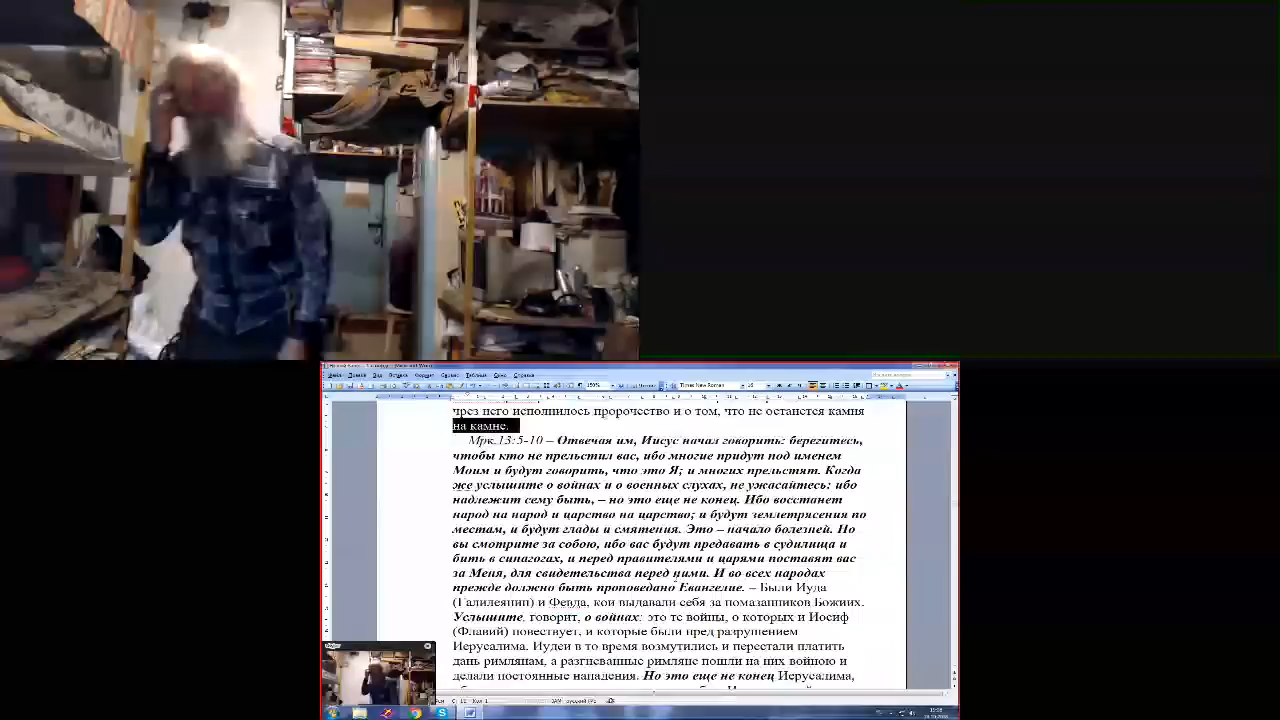 чрез него исполнилось пророчество и о том, что не останется камня
на камне.
Мрк.13:5-10 – Отвечая им, Иисус начал говорить: берегитесь,
чтобы кто не прельстил вас, ибо многие придут под именем
Моим и будут говорить, что это Я; и многих прельстят. Когда
же услышите о войнах и о военных слухах, не ужасайтесь: ибо
надлежит сему быть, – но это еще не конец. Ибо восстанет
народ на народ и царство на царство; и будут землетрясения по
местам, и будут глады и смятения. Это – начало болезней. Но
вы смотрите за собою, ибо вас будут предавать в судилища и
бить в синагогах, и перед правителями и царями поставят вас
за Меня, для свидетельства перед ними. И во всех народах
прежде должно быть проповедано Евангелие. – Были Иуда
(Галилеянин) и Февда, кои выдавали себя за помазанников Божиих.
Услышите, говорит, о войнах: это те войны, о которых и Иосиф
(Флавий) повествует, и которые были пред разрушением
Иерусалима. Иудеи в то время возмутились и перестали платить
дань римлянам, а разгневанные римляне пошли на них войною и
делали постоянные нападения. Но это еще не конец Иерусалима,